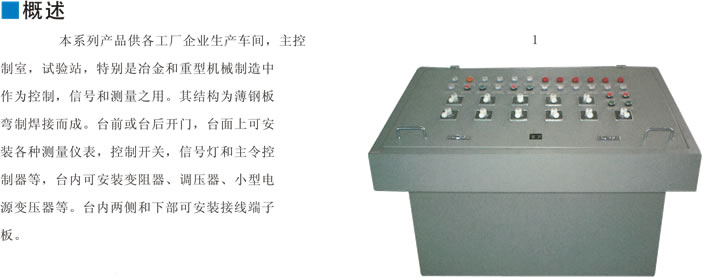 概述
本系列产品供各工厂企业生产车间，主控
制室，试验站，特别是冶金和重型机械制造中
作为控制，信号和测量之用。其结构为薄钢板
弯制焊接而成。台前或台后开门，台面上可安
装各种测量仪表，控制开关，信号灯和主令控
制器等，台内可安装变阻器、调压器、小型电
源变压器等。台内两侧和下部可安装接线端子
板。
1